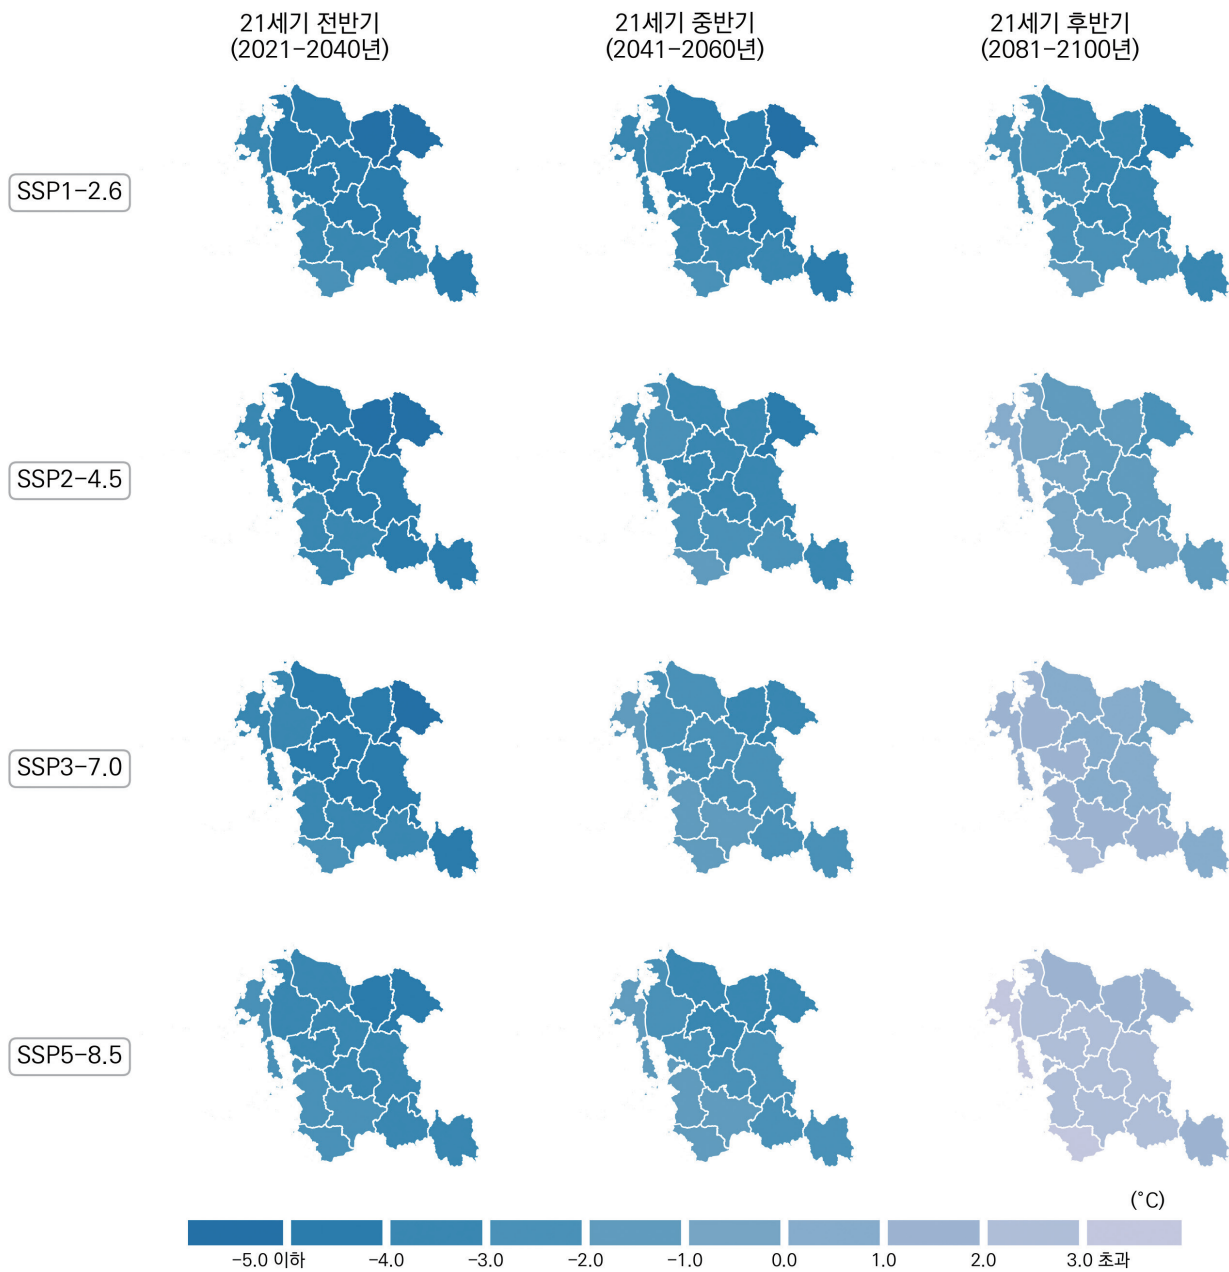 21세기 전반기
(2021-2040년)
21세기 중반기
(2041-2060년)
21세기 후반기
(2081-2100년)
SSP1-2.6
SSP2-4.5
SSP3-7.0
SSP5-8.5
(˚C)
-5.0 이하
-4.0
-3.0
-2.0
-1.0
0.0
1.0
2.0
3.0 초과